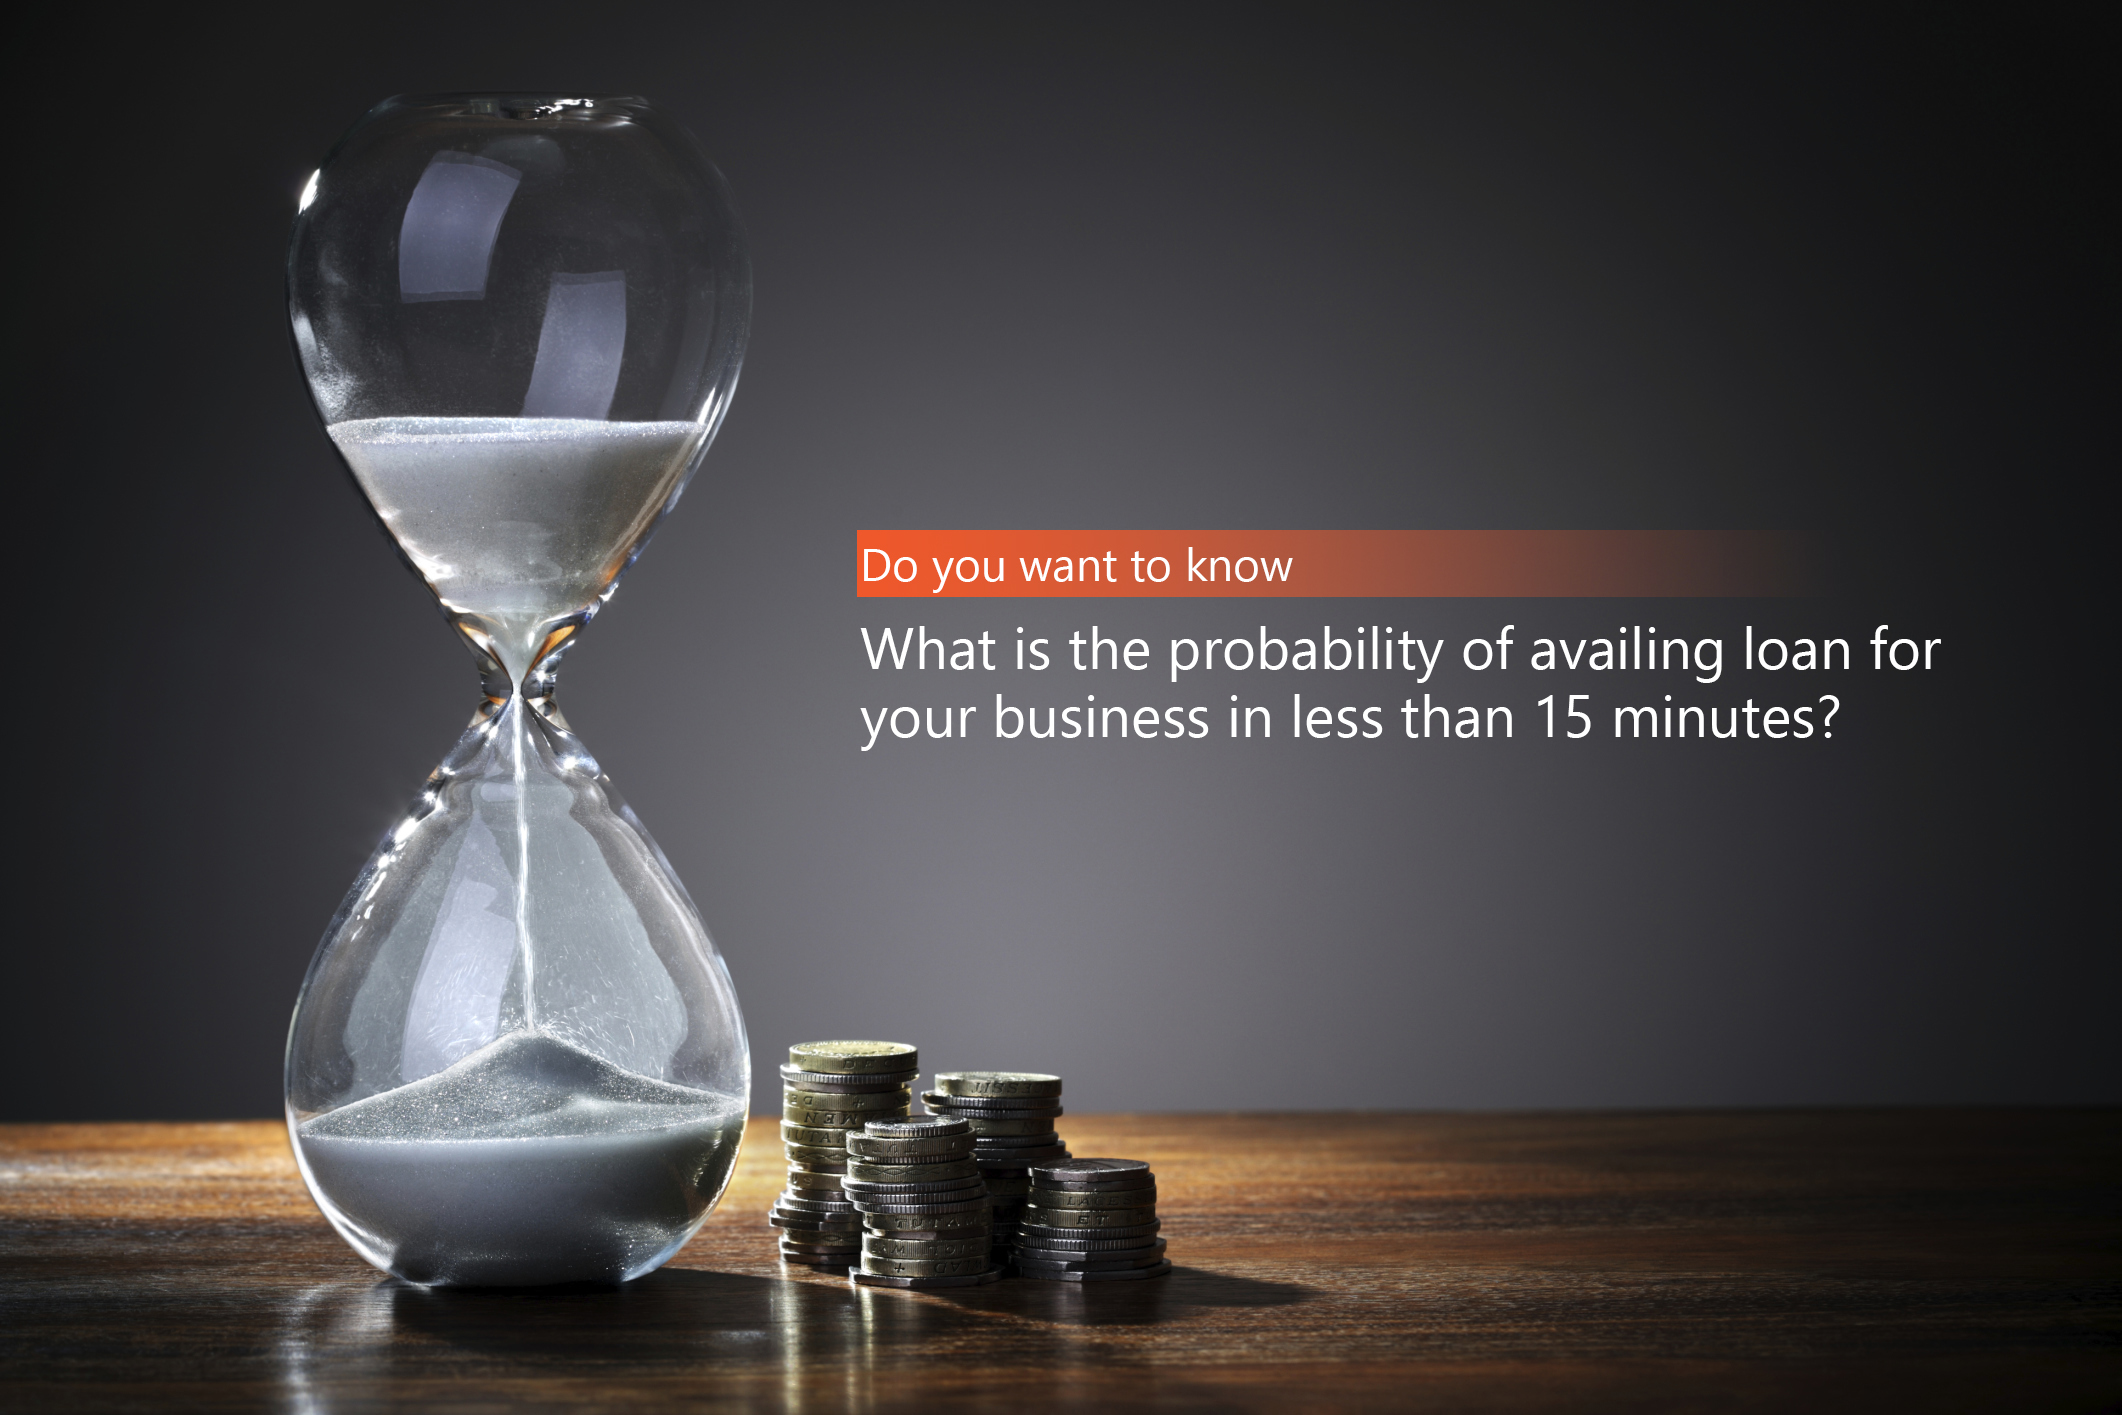 Do you want to know
What is the probability of availing loan for
your business in less than 15 minutes?